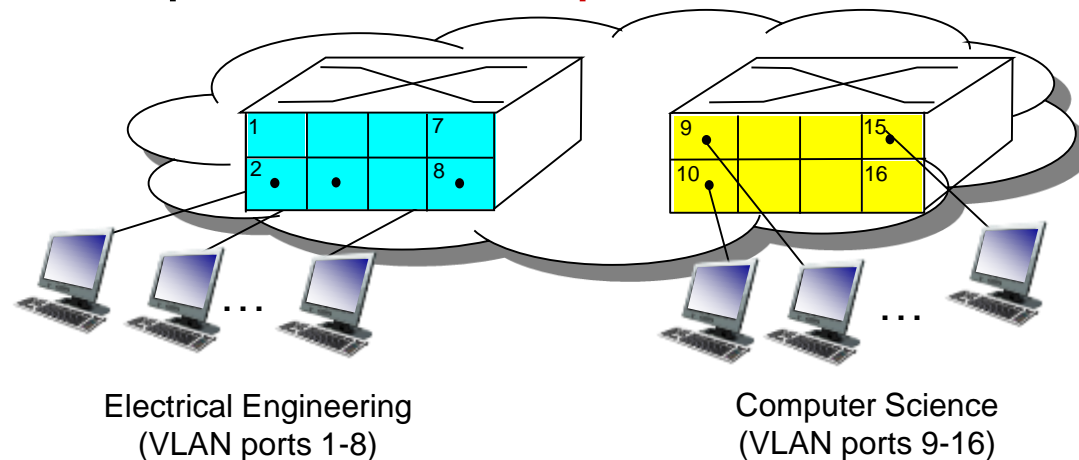 1 7
2 8
9 15
10 16
... ...
Electrical Engineering
(VLAN ports 1-8)
Computer Science
(VLAN ports 9-16)